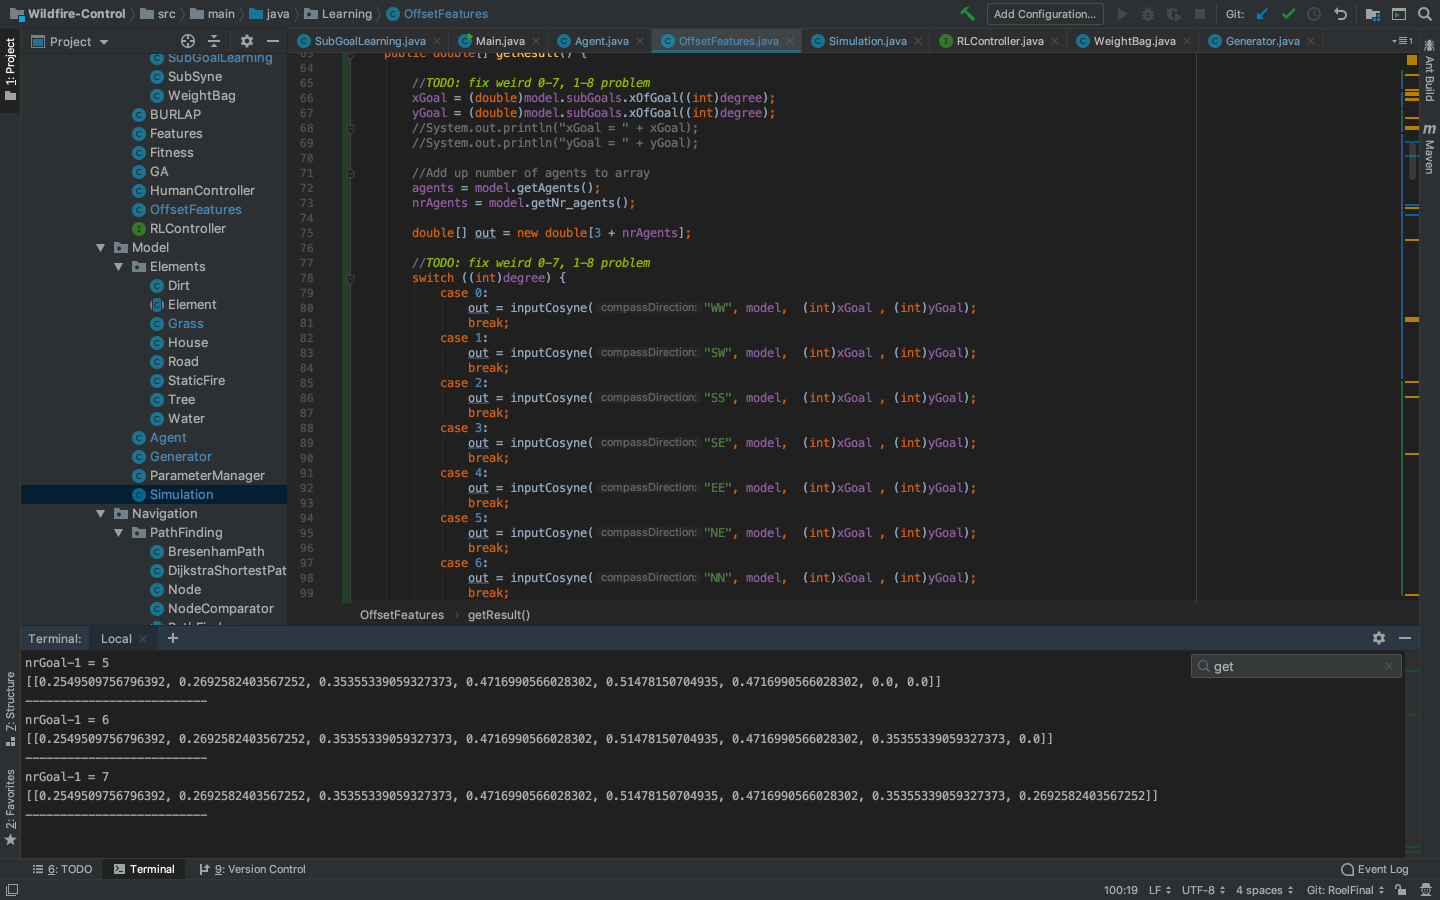 Wildfire-Control src main java Learning OffsetFeatures Add Configuration... Git:
1: Project
Project
SubGoalLearning.java Main.java Agent.java OffsetFeatures.java Simulation.java RLController.java WeightBag.java Generator.java
Ant Build
Maven
SubGoalLearning
SubSyne
WeightBag
BURLAP
Features
Fitness
GA
HumanController
OffsetFeatures
RLController
Model
Elements
Dirt
Element
Grass
House
Road
StaticFire
Tree
Water
Agent
Generator
ParameterManager
Simulation
Navigation
PathFinding
BresenhamPath
DijkstraShortestPat
Node
NodeComparator
63 public double[] getResult() {
64
65 //TODO: fix weird 0-7, 1-8 problem
66 xGoal = (double)model.subGoals.xOfGoal((int)degree);
67 yGoal = (double)model.subGoals.xOfGoal((int)degree);
68 //System.out.println("xGoal = " + xGoal);
69 //System.out.println("yGoal = " + yGoal);
70
71 //Add up number of agents to array
72 agents = model.getAgents();
73 nrAgents = model.getNr_agents();
74
75 double[] out = new double[3 + nrAgents];
76
77 //TODO: fix weird 0-7, 1-8 problem
78 switch ((int)degree) {
79 case 0:
80 out = inputCosyne( compassDirection: "WW", model, (int)xGoal , (int)yGoal);
81 break;
82 case 1:
83 out = inputCosyne( compassDirection: "SW", model, (int)xGoal , (int)yGoal);
84 break;
85 case 2:
86 out = inputCosyne( compassDirection: "SS", model, (int)xGoal , (int)yGoal);
87 break;
88 case 3:
89 out = inputCosyne( compassDirection: "SE", model, (int)xGoal , (int)yGoal);
90 break;
91 case 4:
92 out = inputCosyne( compassDirection: "EE", model, (int)xGoal , (int)yGoal);
93 break;
94 case 5:
95 out = inputCosyne( compassDirection: "NE", model, (int)xGoal , (int)yGoal);
96 break;
97 case 6:
98 out = inputCosyne( compassDirection: "NN", model, (int)xGoal , (int)yGoal);
99 break;
OffsetFeatures getResult()
Terminal: Local
get
nrGoal-1 = 5
[[0.2549509756796392, 0.2692582403567252, 0.35355339059327373, 0.4716990566028302, 0.51478150704935, 0.4716990566028302, 0.0, 0.0]]
--------------------------
nrGoal-1 = 6
[[0.2549509756796392, 0.2692582403567252, 0.35355339059327373, 0.4716990566028302, 0.51478150704935, 0.4716990566028302, 0.35355339059327373, 0.0]]
--------------------------
nrGoal-1 = 7
[[0.2549509756796392, 0.2692582403567252, 0.35355339059327373, 0.4716990566028302, 0.51478150704935, 0.4716990566028302, 0.35355339059327373, 0.2692582403567252]]
--------------------------
Z: Structure
2: Favorites
6: TODO Terminal 9: Version Control Event Log
100:19 LF UTF-8 4 spaces Git: RoelFinal